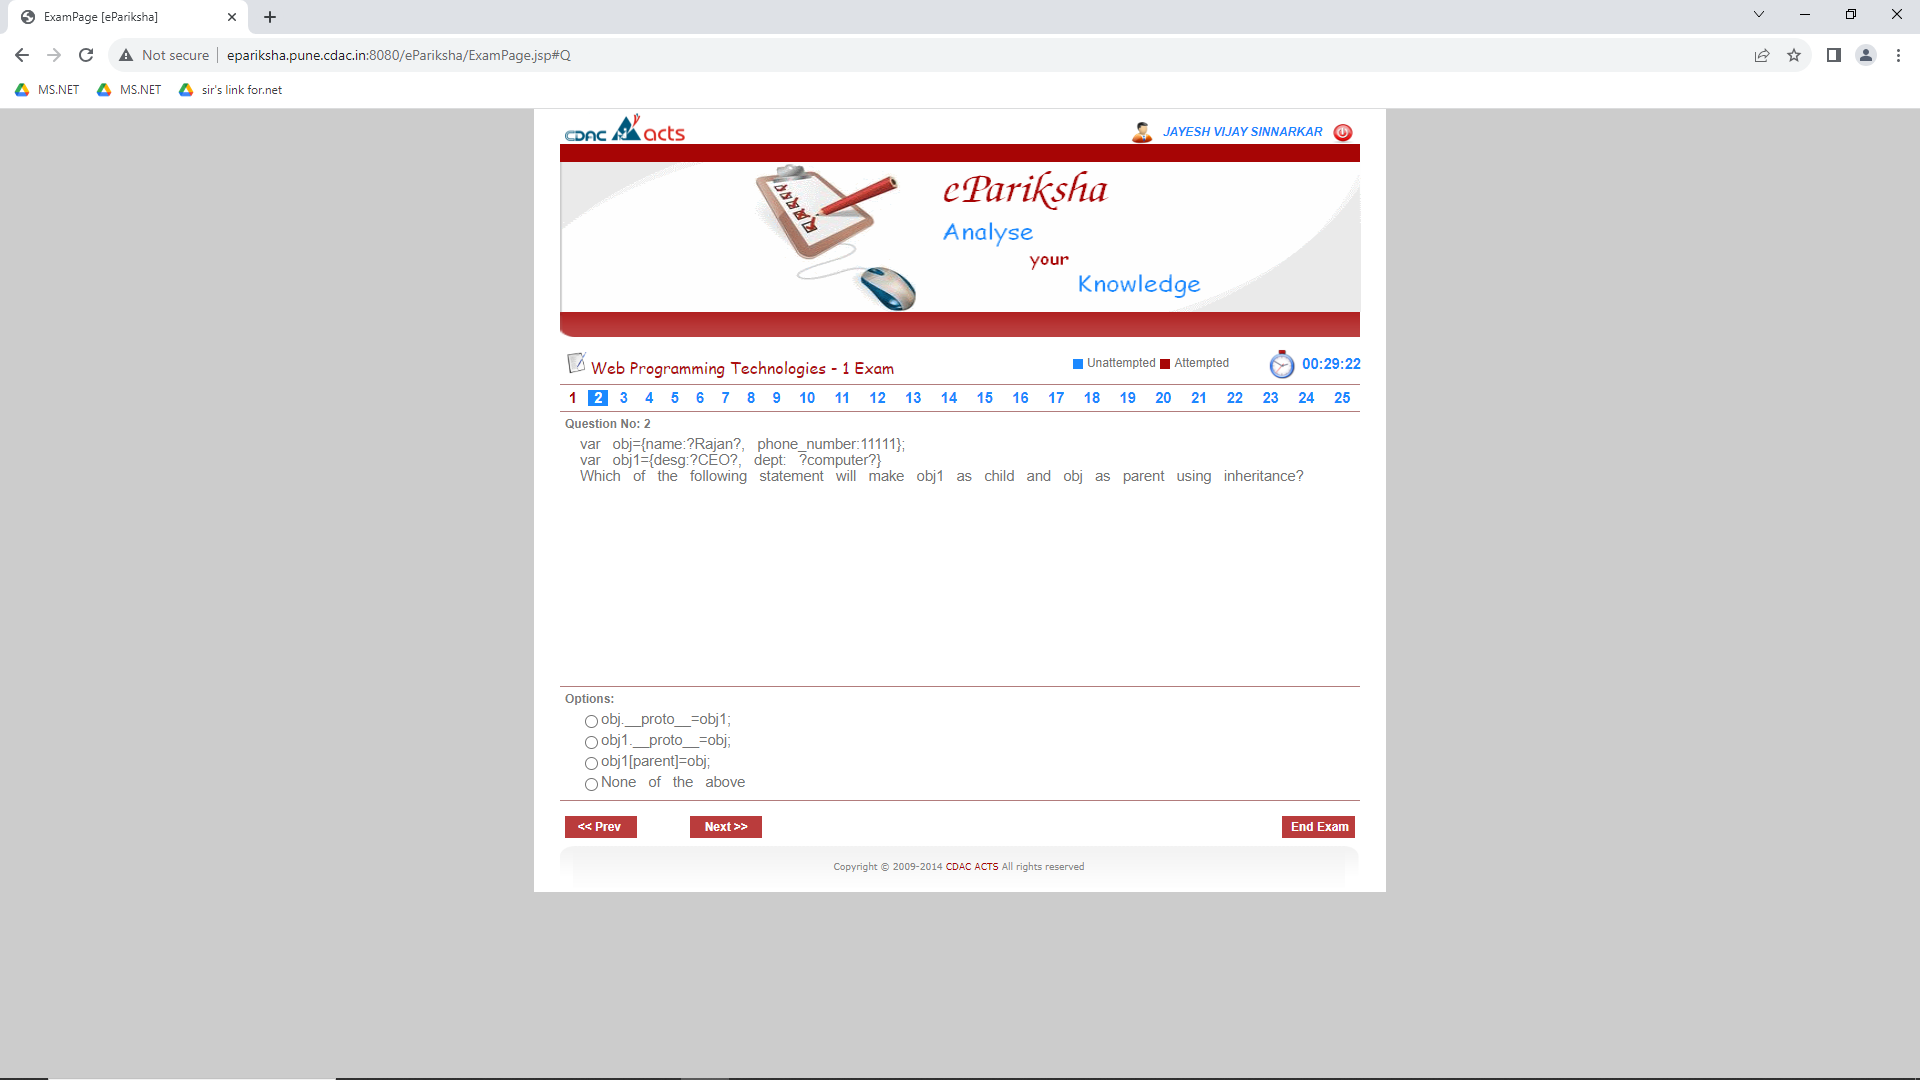 ExamPage [ePariksha]
Not secure
epariksha.pune.cdac.in:8080/ePariksha/ExamPage.jsp#Q
MS.NET MS.NET sir's link for.net
CDAC acts
JAYESH VIJAY SINNARKAR
ePariksha
Analyse
your
Knowledge
Web Programming Technologies - 1 Exam
Unattempted Attempted 00:29:22
1 2 3 4 5 6 7 8 9 10 11 12 13 14 15 16 17 18 19 20 21 22 23 24 25
Question No: 2
var obj={name:?Rajan?, phone_number:11111};
var obj1={desg:?CEO?, dept: ?computer?}
Which of the following statement will make obj1 as child and obj as parent using inheritance?
Options:
obj.__proto__=obj1;
obj1.__proto__=obj;
obj1[parent]=obj;
None of the above
<< Prev Next >> End Exam
Copyright © 2009-2014 CDAC ACTS All rights reserved